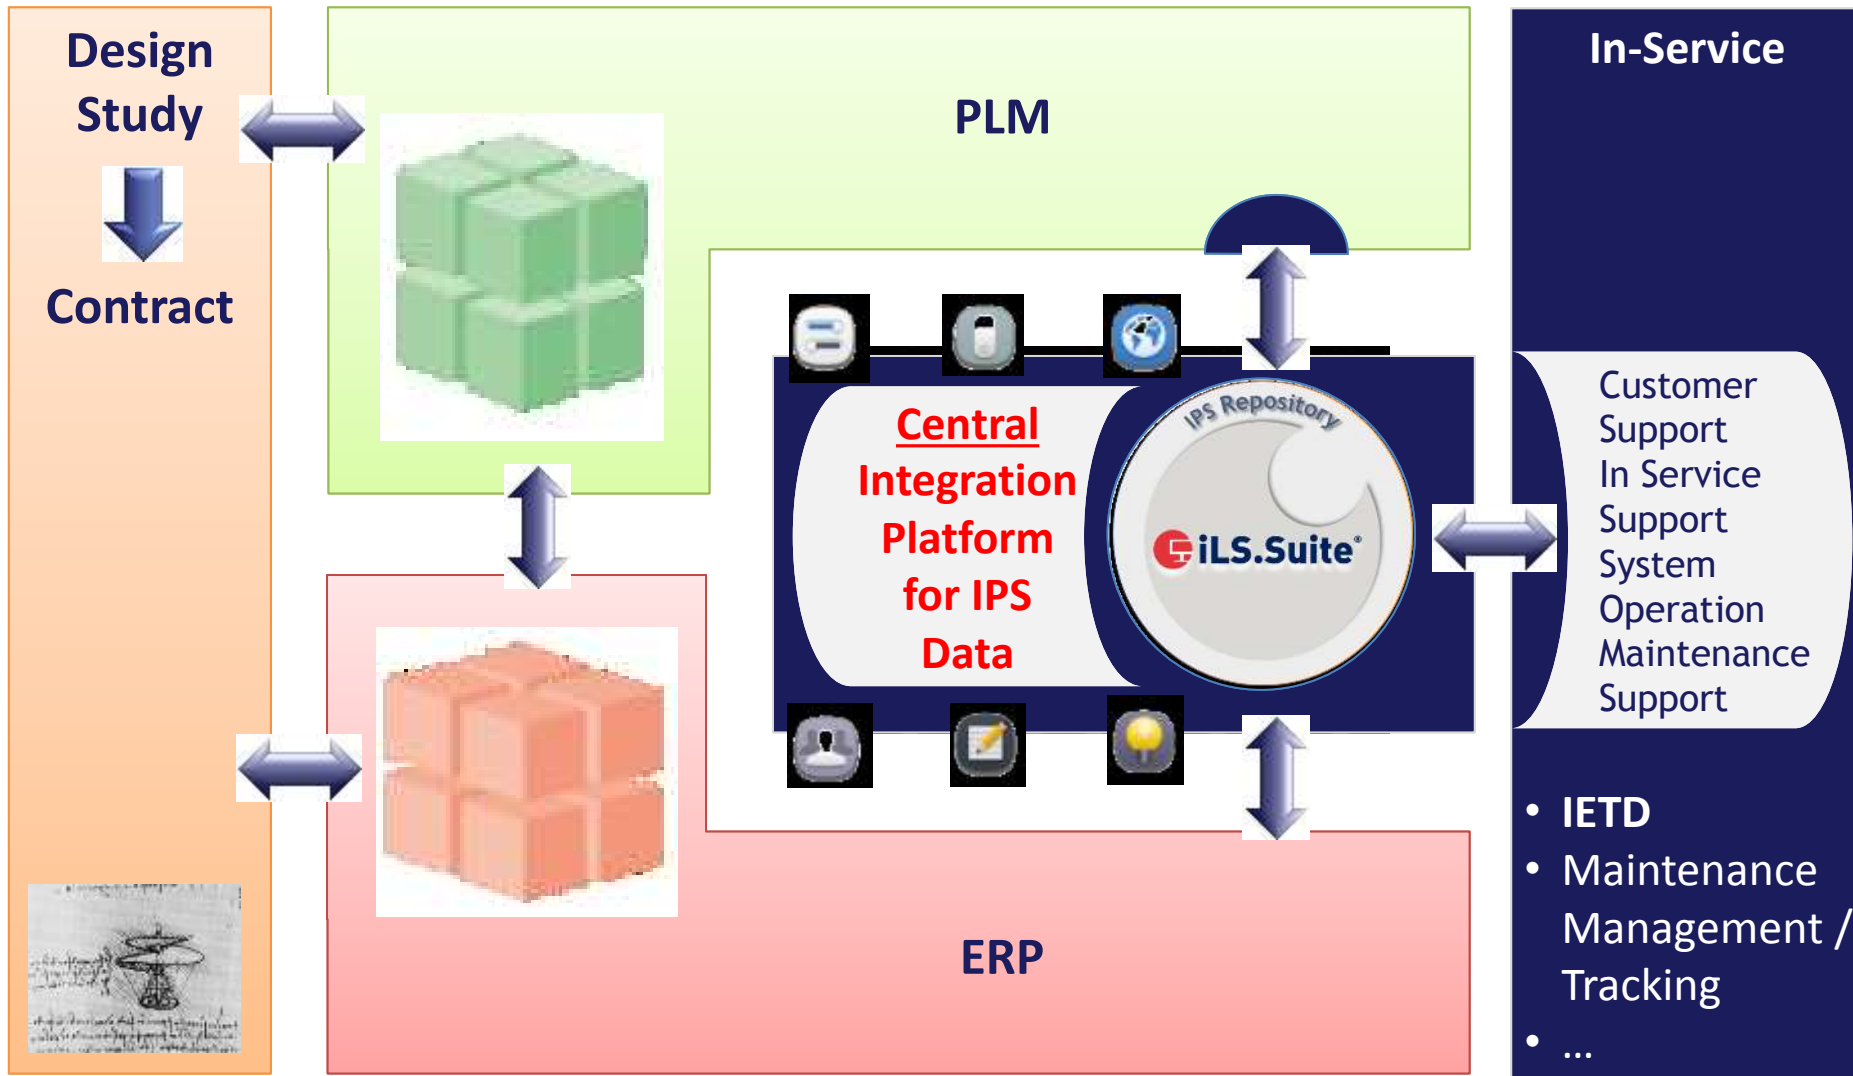 Design
Study
Contract
PLM
Central
Integration
Platform
for IPS
Data
IPS Repository
iLS.Suite®
ERP
In-Service
Customer
Support
In Service
Support
System
Operation
Maintenance
Support
• IETD
• Maintenance
Management /
Tracking
• ...